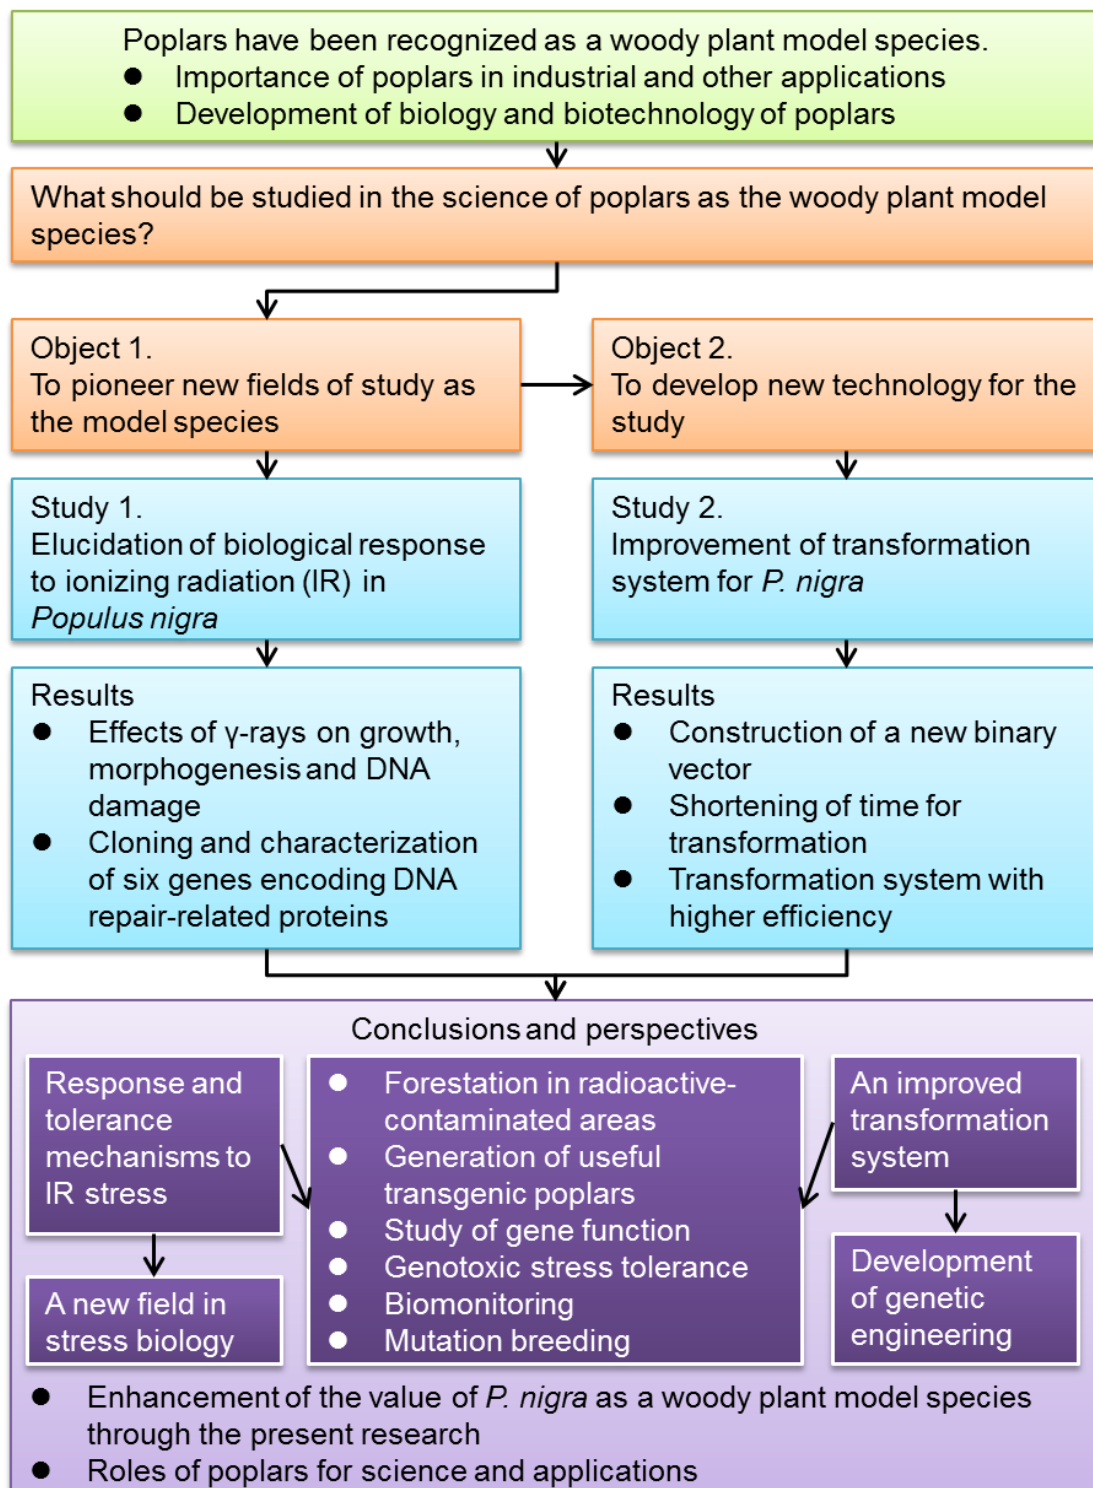 Poplars have been recognized as a woody plant model species.
● Importance of poplars in industrial and other applications
● Development of biology and biotechnology of poplars
What should be studied in the science of poplars as the woody plant model
species?
Object 1.
To pioneer new fields of study as
the model species
Object 2.
To develop new technology for the
study
Study 1.
Elucidation of biological response
to ionizing radiation (IR) in
Populus nigra
Study 2.
Improvement of transformation
system for P. nigra
Results
● Effects of γ-rays on growth,
morphogenesis and DNA
damage
● Cloning and characterization
of six genes encoding DNA
repair-related proteins
Results
● Construction of a new binary
vector
● Shortening of time for
transformation
● Transformation system with
higher efficiency
Conclusions and perspectives
Response and
tolerance
mechanisms to
IR stress
A new field in
stress biology
● Forestation in radioactive-
contaminated areas
● Generation of useful
transgenic poplars
● Study of gene function
● Genotoxic stress tolerance
● Biomonitoring
● Mutation breeding
An improved
transformation
system
Development
of genetic
engineering
● Enhancement of the value of P. nigra as a woody plant model species
through the present research
● Roles of poplars for science and applications